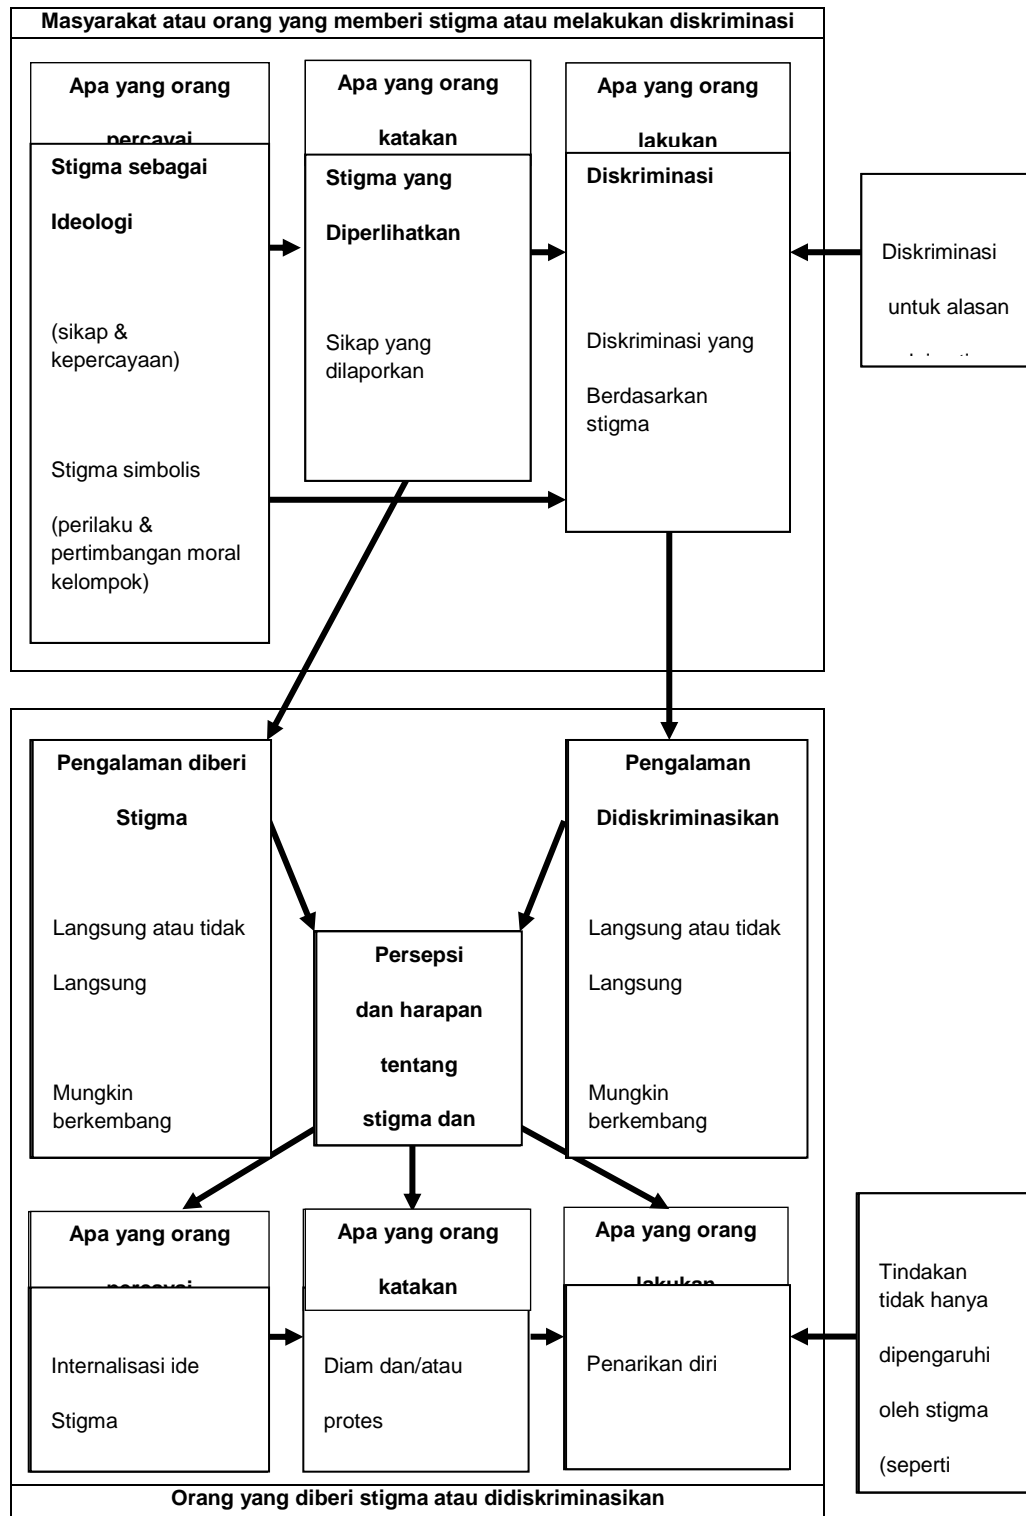 Masyarakat atau orang yang memberi stigma atau melakukan diskriminasi
Apa yang orang
percayai
Stigma sebagai
Ideologi
(sikap &
kepercayaan)
Stigma simbolis
(perilaku &
pertimbangan moral
kelompok)
Apa yang orang
katakan
Stigma yang
Diperlihatkan
Sikap yang
dilaporkan
Apa yang orang
lakukan
Diskriminasi
Diskriminasi yang
Berdasarkan
stigma
Diskriminasi
untuk alasan
Pengalaman diberi
Stigma
Langsung atau tidak
Langsung
Mungkin
berkembang
Persepsi
dan harapan
tentang
stigma dan
Pengalaman
Didiskriminasikan
Langsung atau tidak
Langsung
Mungkin
berkembang
Apa yang orang
percayai
Internalisasi ide
Stigma
Apa yang orang
katakan
Diam dan/atau
protes
Apa yang orang
lakukan
Penarikan diri
Tindakan
tidak hanya
dipengaruhi
oleh stigma
(seperti
Orang yang diberi stigma atau didiskriminasikan